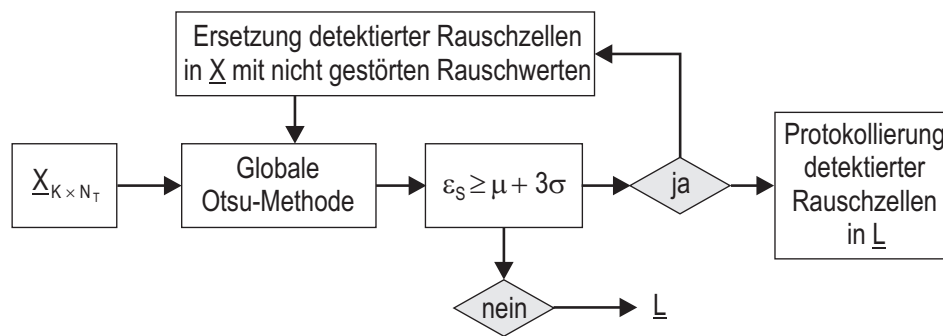 Ersetzung detektierter Rauschzellen
in X mit nicht gestörten Rauschwerten
X K × N_T
Globale
Otsu-Methode
ε_S ≥ μ + 3σ
ja
Protokollierung
detektierter
Rauschzellen
in L
nein
L